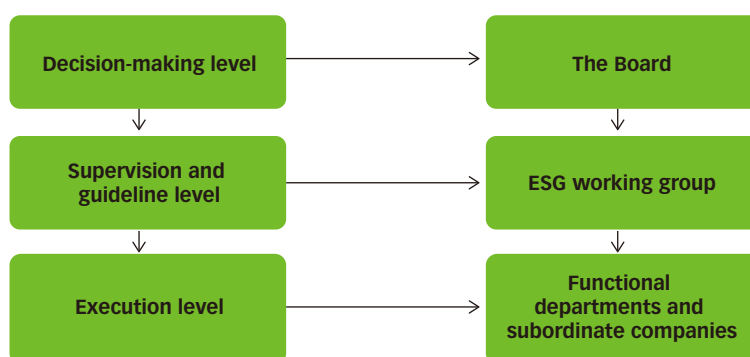 Decision-making level
The Board
Supervision and
guideline level
ESG working group
Execution level
Functional
departments and
subordinate companies